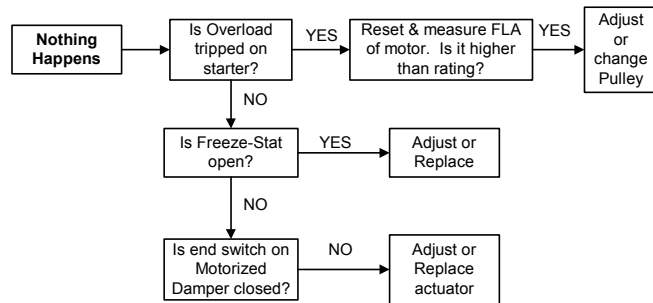 Nothing
Happens
Is Overload
tripped on
starter?
YES
Reset & measure FLA
of motor.  Is it higher
than rating?
YES
Adjust
or
change
Pulley
NO
Is Freeze-Stat
open?
YES
Adjust or
Replace
NO
Is end switch on
Motorized
Damper closed?
NO
Adjust or
Replace
actuator